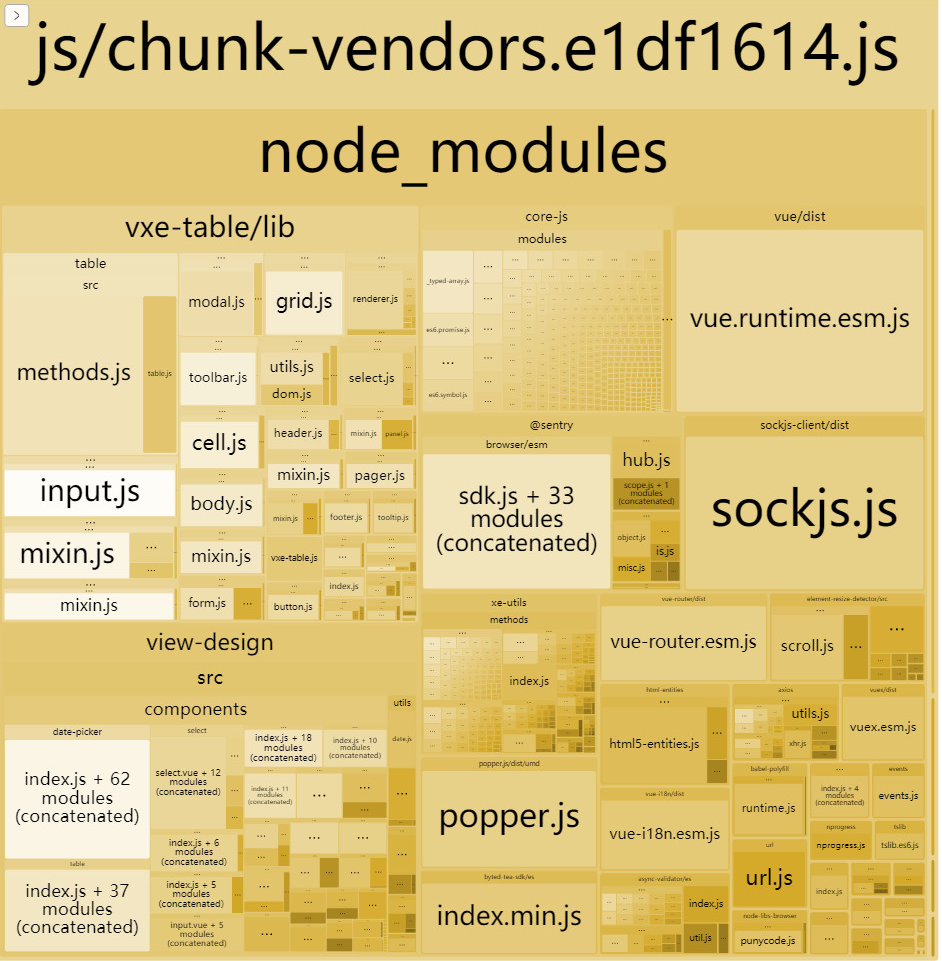 js/chunk-vendors.e1df1614.js
node_modules
vxe-table/lib
table
src
methods.js
table.js
...
input.js
...
mixin.js
...
...
...
mixin.js
...
modal.js
...
...
...
grid.js
...
renderer.js
...
toolbar.js
...
utils.js
dom.js
...
...
select.js
...
cell.js
...
header.js
...
mixin.js
panel.js
...
mixin.js
...
pager.js
...
body.js
...
mixin.js
...
...
footer.js
...
tooltip.js
...
mixin.js
vxe-table.js
...
...
form.js
...
...
button.js
index.js
view-design
src
components
date-picker
index.js + 62
modules
(concatenated)
table
index.js + 37
modules
(concatenated)
select
select.vue + 12
modules
(concatenated)
...
...
index.js + 6
modules
(concatenated)
...
index.js + 5
modules
(concatenated)
...
...
input.vue + 5
modules
(concatenated)
...
index.js + 18
modules
(concatenated)
...
index.js + 10
modules
(concatenated)
index.js + 11
modules
(concatenated)
...
...
...
...
utils
date.js
...
core-js
modules
_typed-array.js
...
...
es6.promise.js
...
...
es6.symbol.js
...
...
vue/dist
vue.runtime.esm.js
@sentry
browser/esm
sdk.js + 33
modules
(concatenated)
...
hub.js
scope.js + 1
modules
(concatenated)
...
object.js
...
is.js
misc.js
...
...
sockjs-client/dist
sockjs.js
xe-utils
methods
...
...
...
index.js
popper.js/dist/umd
popper.js
byted-tea-sdk/es
index.min.js
vue-router/dist
vue-router.esm.js
element-resize-detector/src
...
scroll.js
...
...
html-entities
...
html5-entities.js
...
...
axios
...
utils.js
xhr.js
vuex/dist
vuex.esm.js
vue-i18n/dist
vue-i18n.esm.js
babel-polyfill
...
runtime.js
...
index.js + 4
modules
(concatenated)
events
events.js
nprogress
nprogress.js
tslib
tslib.es6.js
url
url.js
async-validator/es
...
index.js
...
util.js
...
node-libs-browser
punycode.js
...
index.js
...
...